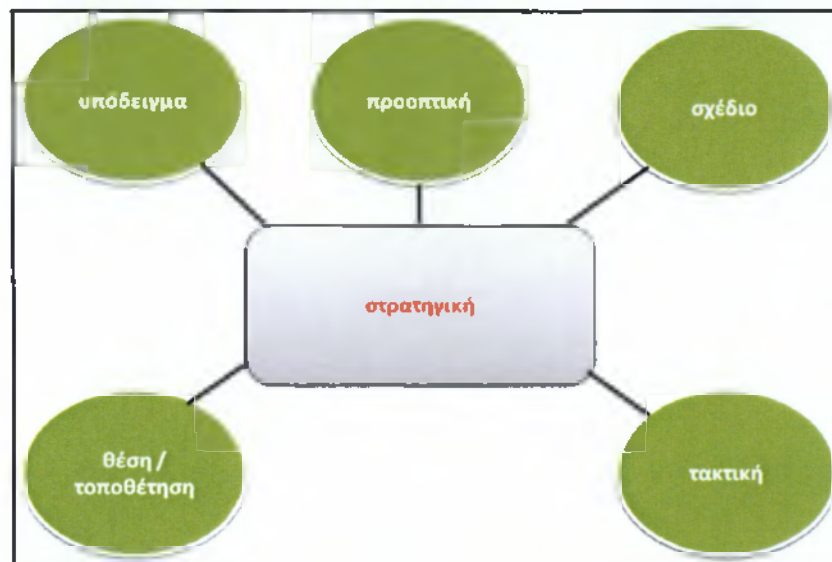 υπόδειγμα
προοπτική
σχέδιο
στρατηγική
θέση /
τοποθέτηση
τακτική